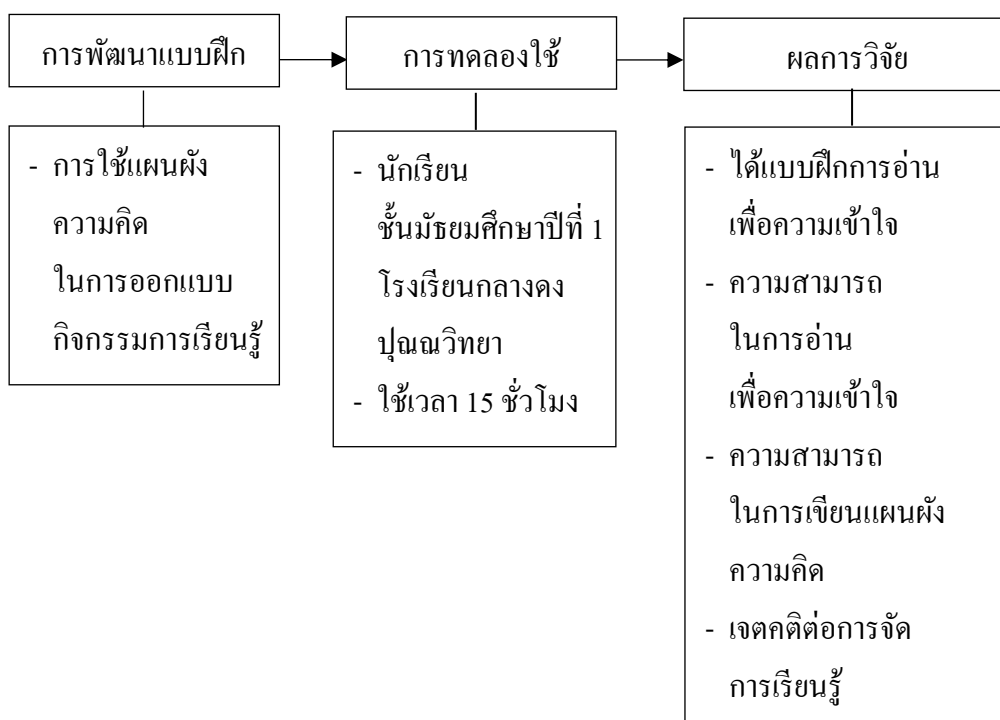 การพัฒนาแบบฝึก
การทดลองใช้
ผลการวิจัย
- การใช้แผนผัง
ความคิด
ในการออกแบบ
กิจกรรมการเรียนรู้
- นักเรียน
ชั้นมัธยมศึกษาปีที่ 1
โรงเรียนกลางดง
ปุณณวิทยา
- ใช้เวลา 15 ชั่วโมง
- ได้แบบฝึกการอ่าน
เพื่อความเข้าใจ
- ความสามารถ
ในการอ่าน
เพื่อความเข้าใจ
- ความสามารถ
ในการเขียนแผนผัง
ความคิด
- เจตคติต่อการจัด
การเรียนรู้